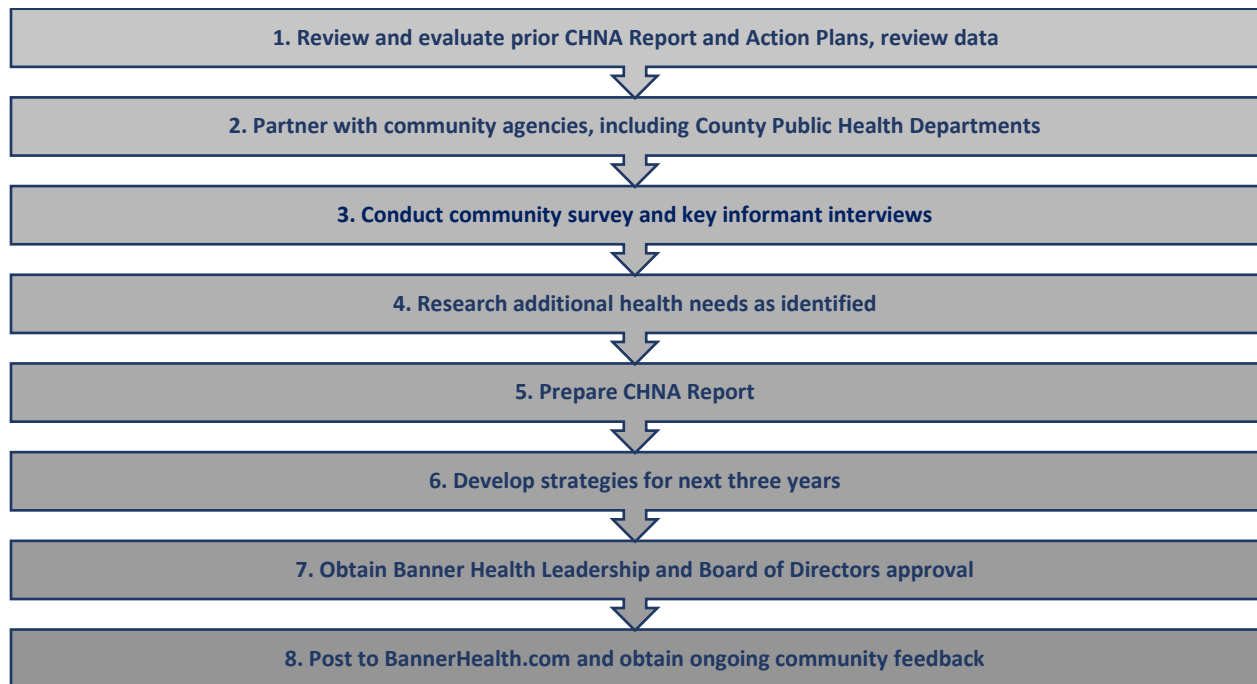 1. Review and evaluate prior CHNA Report and Action Plans, review data
2. Partner with community agencies, including County Public Health Departments
3. Conduct community survey and key informant interviews
4. Research additional health needs as identified
5. Prepare CHNA Report
6. Develop strategies for next three years
7. Obtain Banner Health Leadership and Board of Directors approval
8. Post to BannerHealth.com and obtain ongoing community feedback